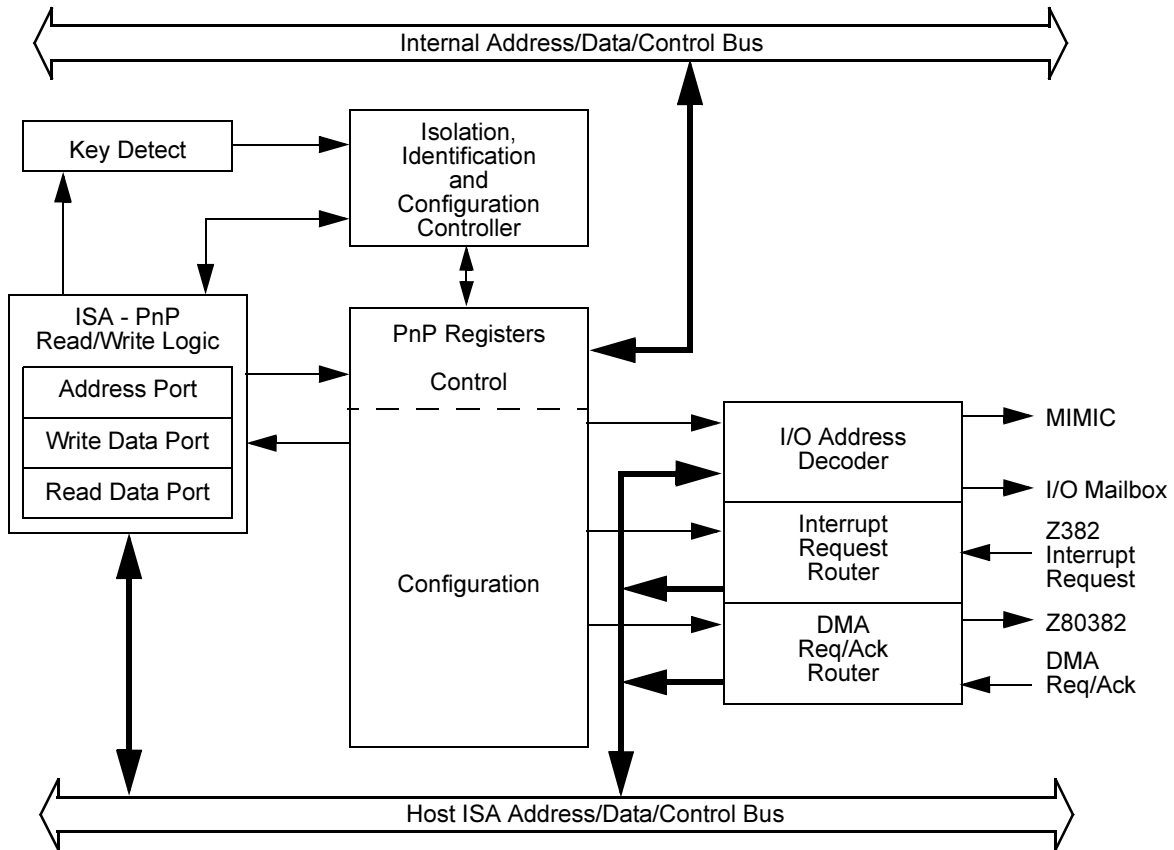 Internal Address/Data/Control Bus
Key Detect
Isolation,
Identification
and
Configuration
Controller
ISA - PnP
Read/Write Logic
Address Port
Write Data Port
Read Data Port
PnP Registers
Control
Configuration
I/O Address
Decoder
Interrupt
Request
Router
DMA
Req/Ack
Router
MIMIC
I/O Mailbox
Z382
Interrupt
Request
Z80382
DMA
Req/Ack
Host ISA Address/Data/Control Bus